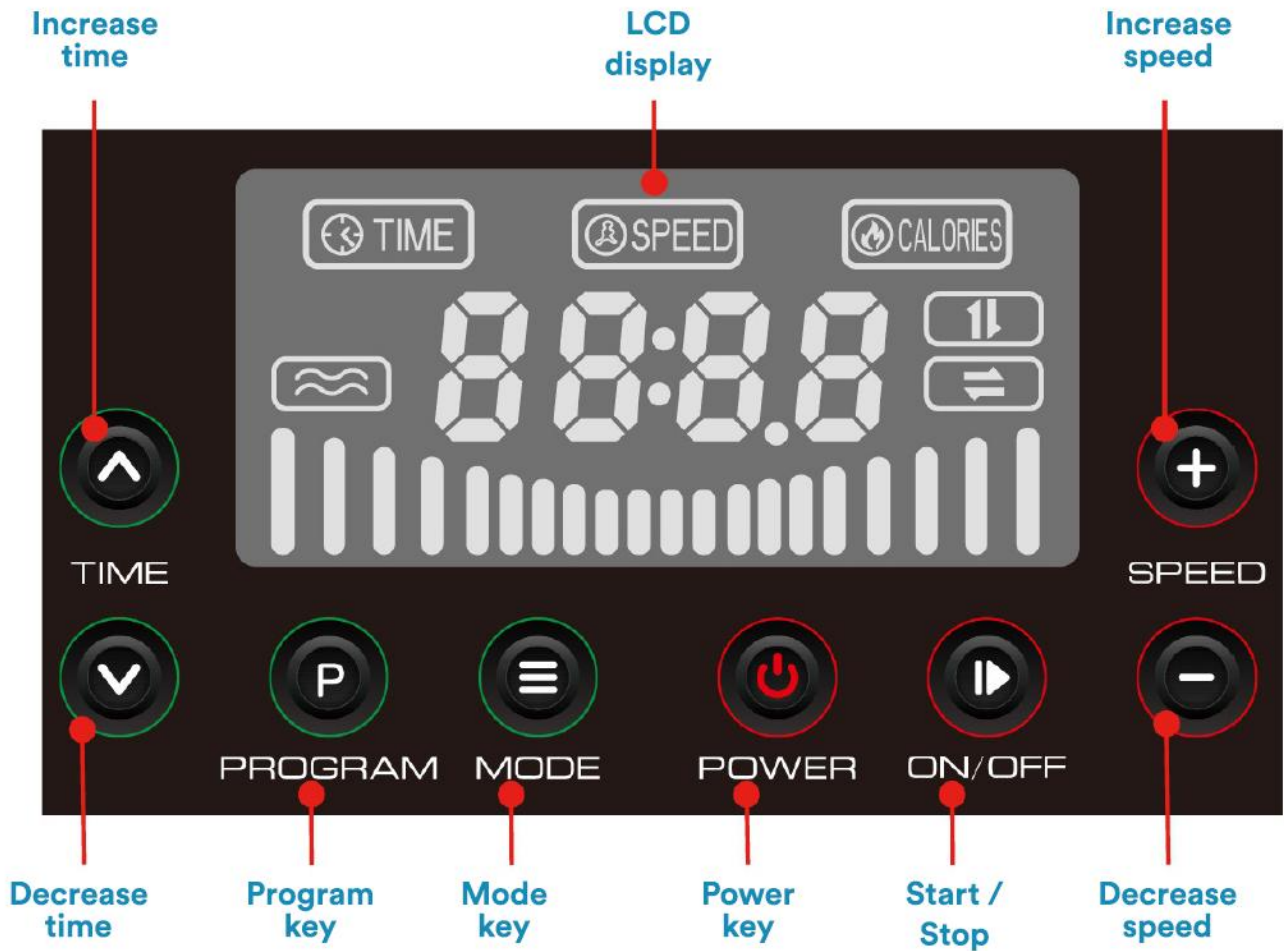 Increase
time
LCD
display
Increase
speed
TIME
SPEED
CALORIES
88:8.8
TIME
SPEED
P
PROGRAM
MODE
POWER
ON/OFF
Decrease
time
Program
key
Mode
key
Power
key
Start /
Stop
Decrease
speed